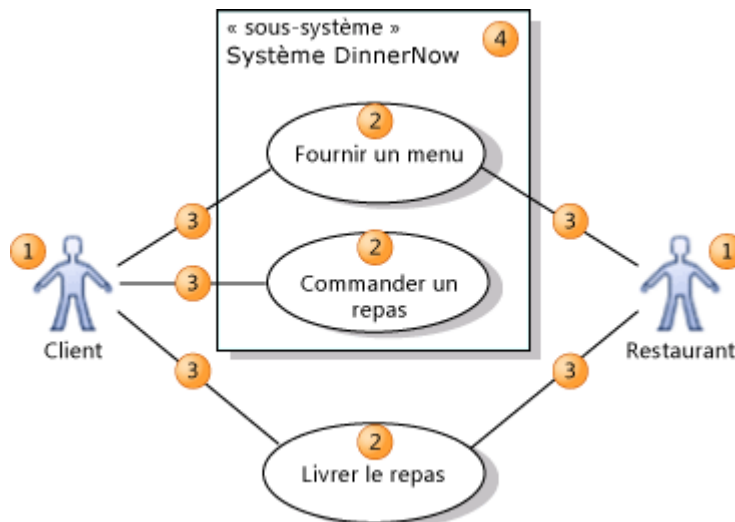 « sous-système »
Système DinnerNow
4
2
Fournir un menu
3
3
1
2
1
3
Commander un
repas
Client
Restaurant
3
3
2
Livrer le repas